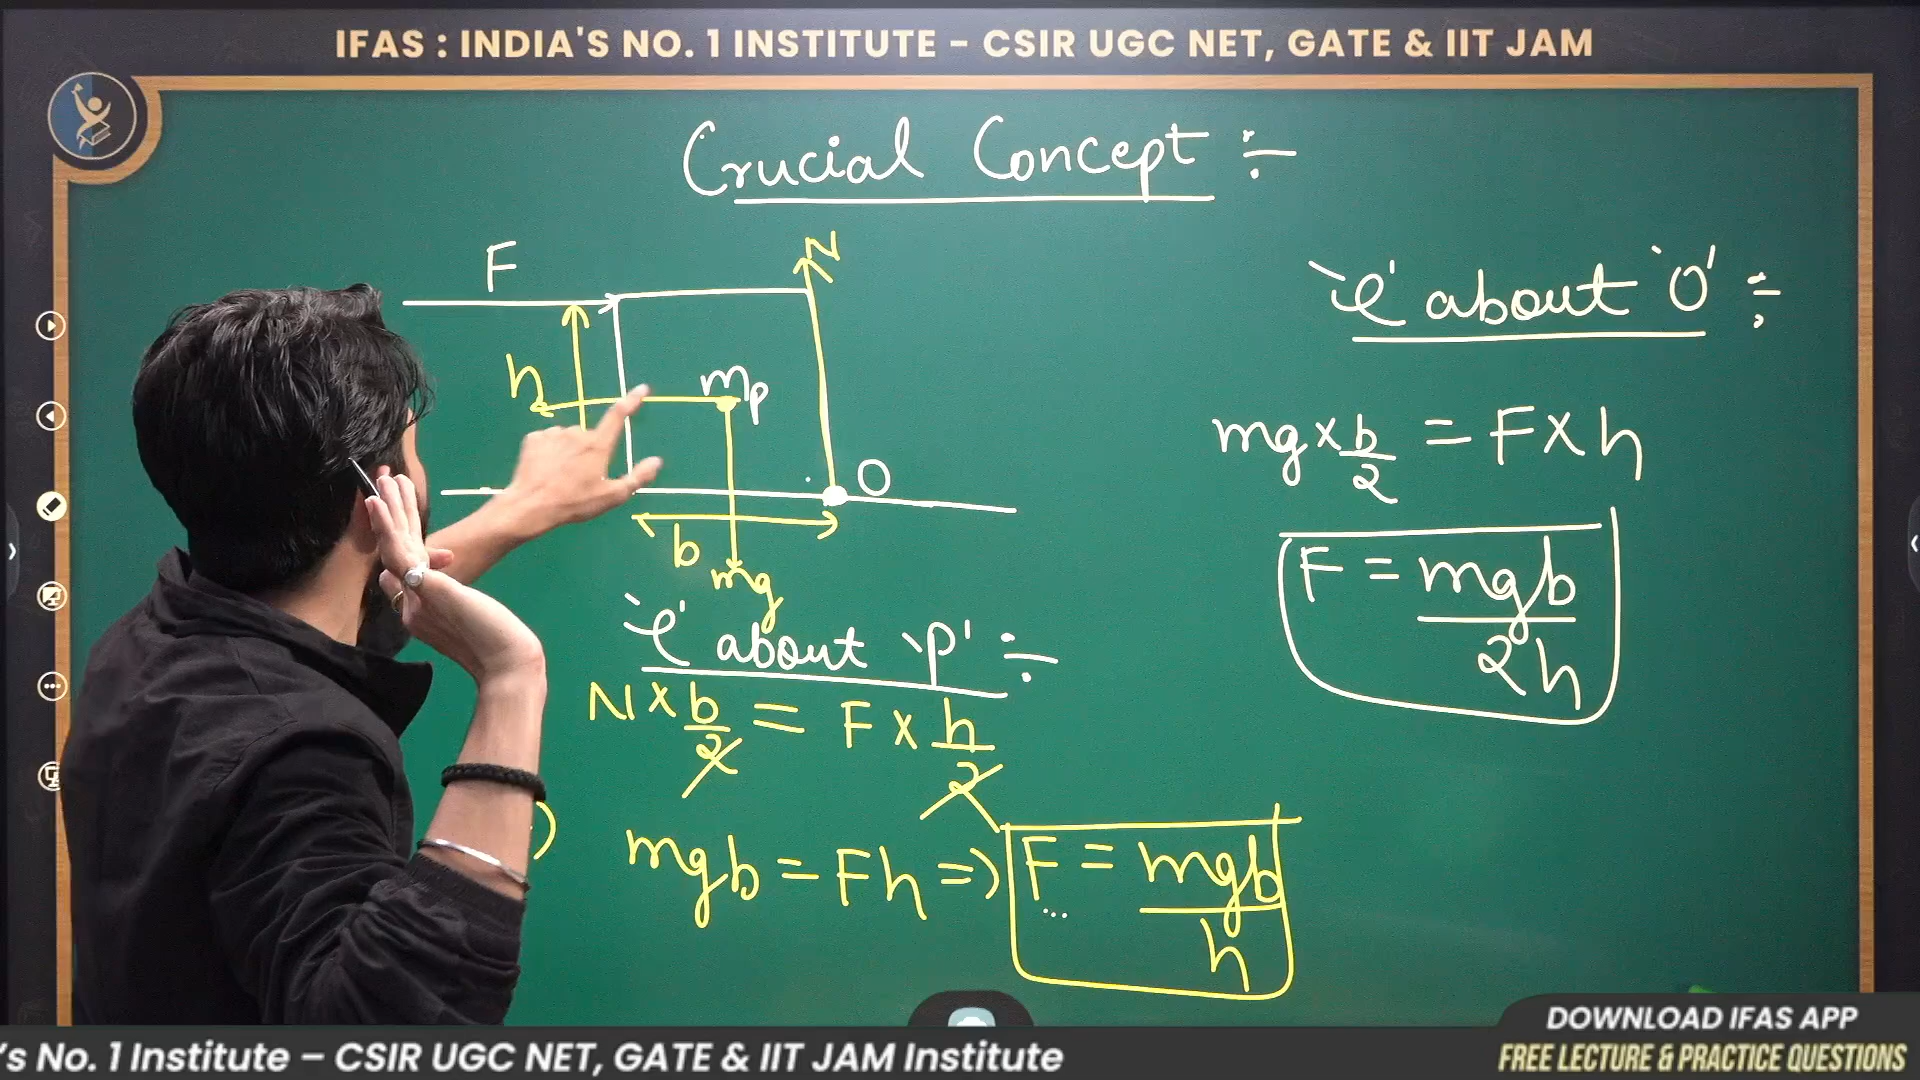 IFAS : INDIA'S NO. 1 INSTITUTE - CSIR UGC NET, GATE & IIT JAM
Crucial Concept :-
F
N
h
m
P
O
b
mg
'τ' about 'O' :-
mg × b/2 = F × h
F = mgb/2h
'τ' about 'P' :-
N × b/2 = F × h/2
mgb = Fh => F = mgb/h
DOWNLOAD IFAS APP
FREE LECTURE & PRACTICE QUESTIONS
's No. 1 Institute – CSIR UGC NET, GATE & IIT JAM Institute